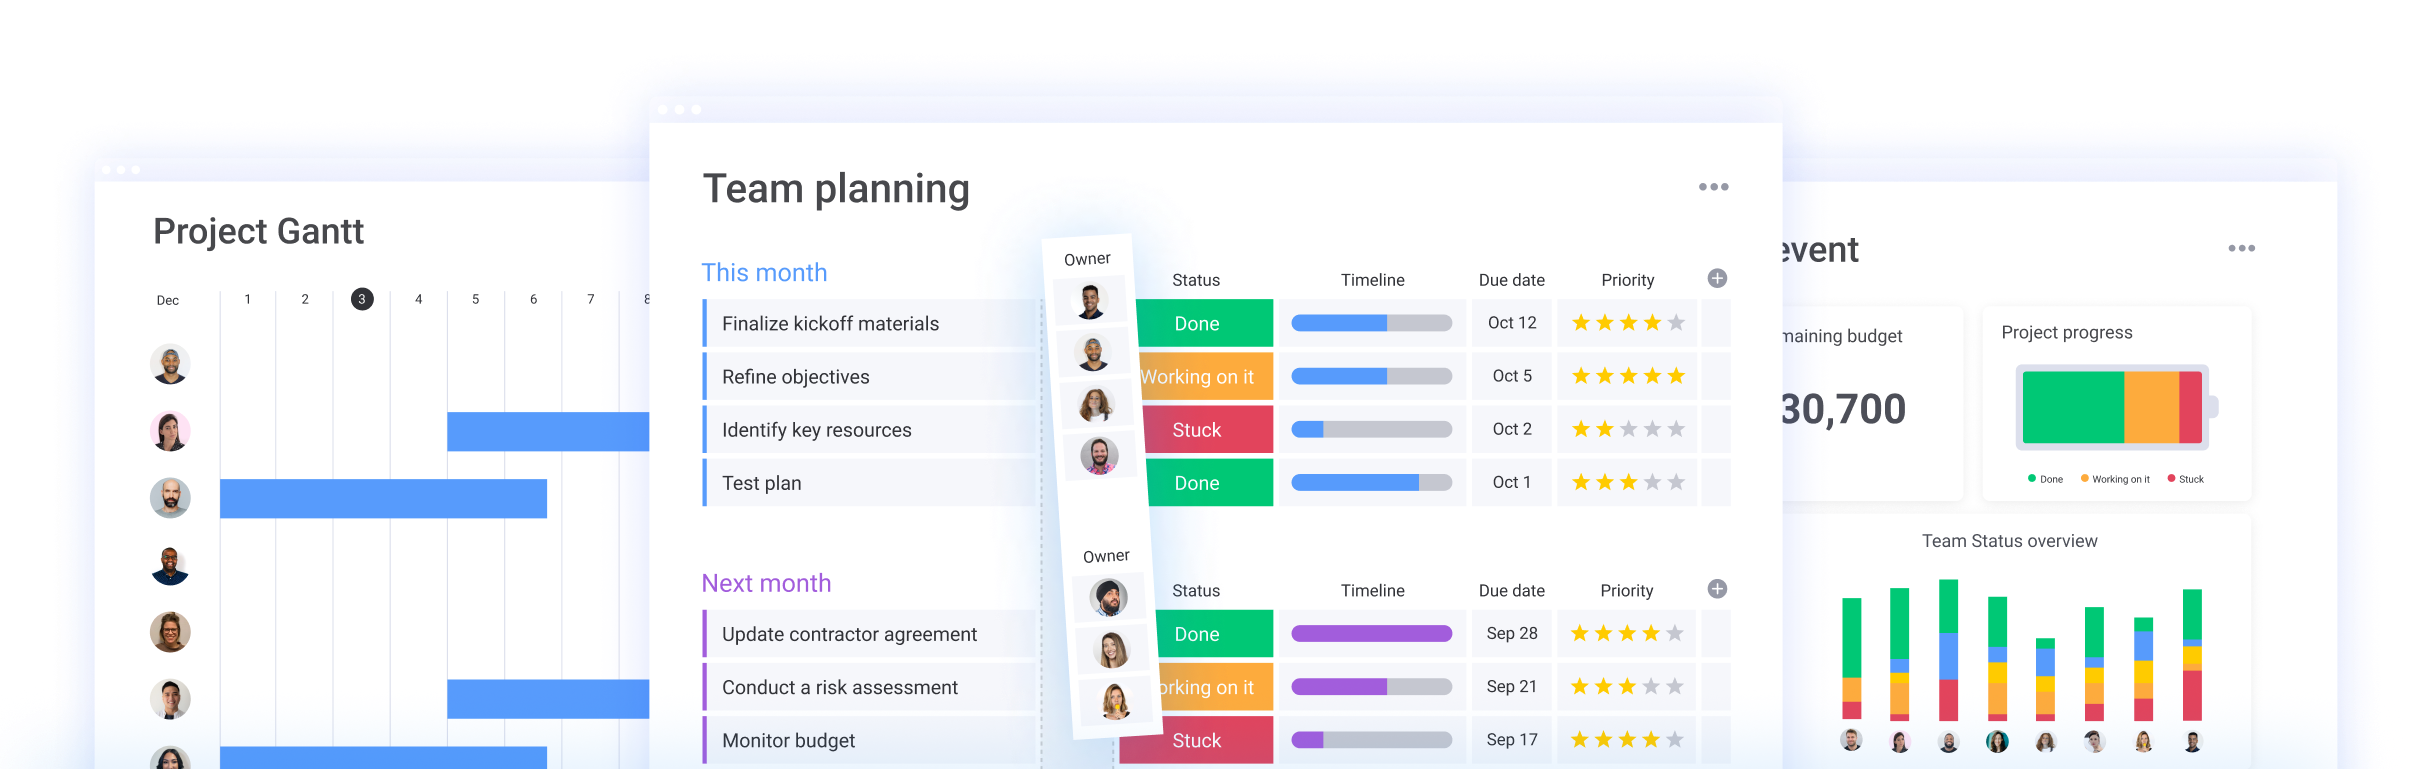 Project Gantt
Dec 1 2 3 4 5 6 7 8
Team planning
This month
Owner Status Timeline Due date Priority
Finalize kickoff materials Done Oct 12
Refine objectives Working on it Oct 5
Identify key resources Stuck Oct 2
Test plan Done Oct 1
Next month
Owner Status Timeline Due date Priority
Update contractor agreement Done Sep 28
Conduct a risk assessment orking on it Sep 21
Monitor budget Stuck Sep 17
event
maining budget
30,700
Project progress
Done Working on it Stuck
Team Status overview